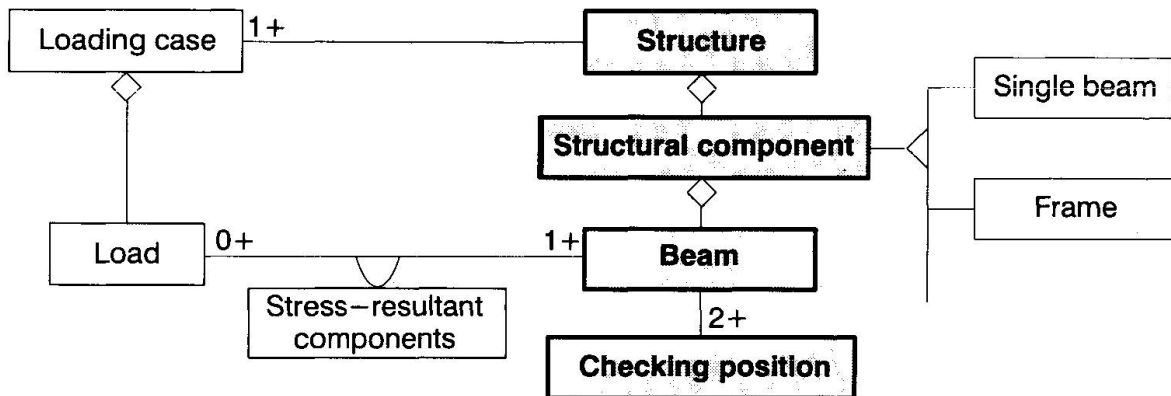 Loading case
1+
Structure
Single beam
Structural component
Frame
Load
0+
1+
Beam
Stress-resultant
components
2+
Checking position